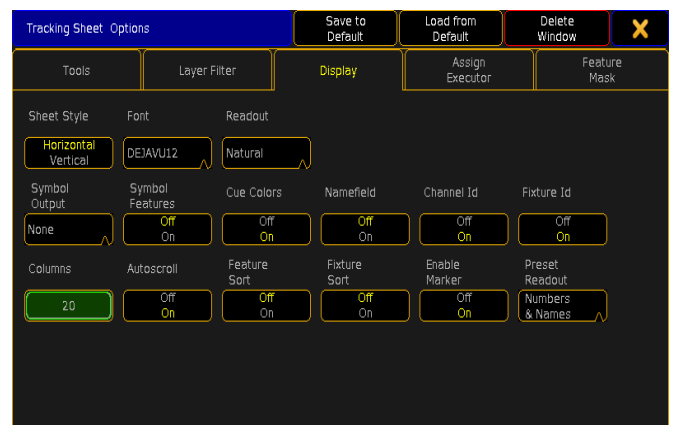 Tracking Sheet Options
Save to
Default
Load from
Default
Delete
Window
Tools
Layer Filter
Display
Assign
Executor
Feature
Mask
Sheet Style
Font
Readout
Horizontal
Vertical
DEJAVU12
Natural
Symbol
Output
Symbol
Features
Cue Colors
Namefield
Channel Id
Fixture Id
None
Off
On
Off
On
Off
On
Off
On
Off
On
Columns
Autoscroll
Feature
Sort
Fixture
Sort
Enable
Marker
Preset
Readout
20
Off
On
Off
On
Off
On
Off
On
Numbers
& Names